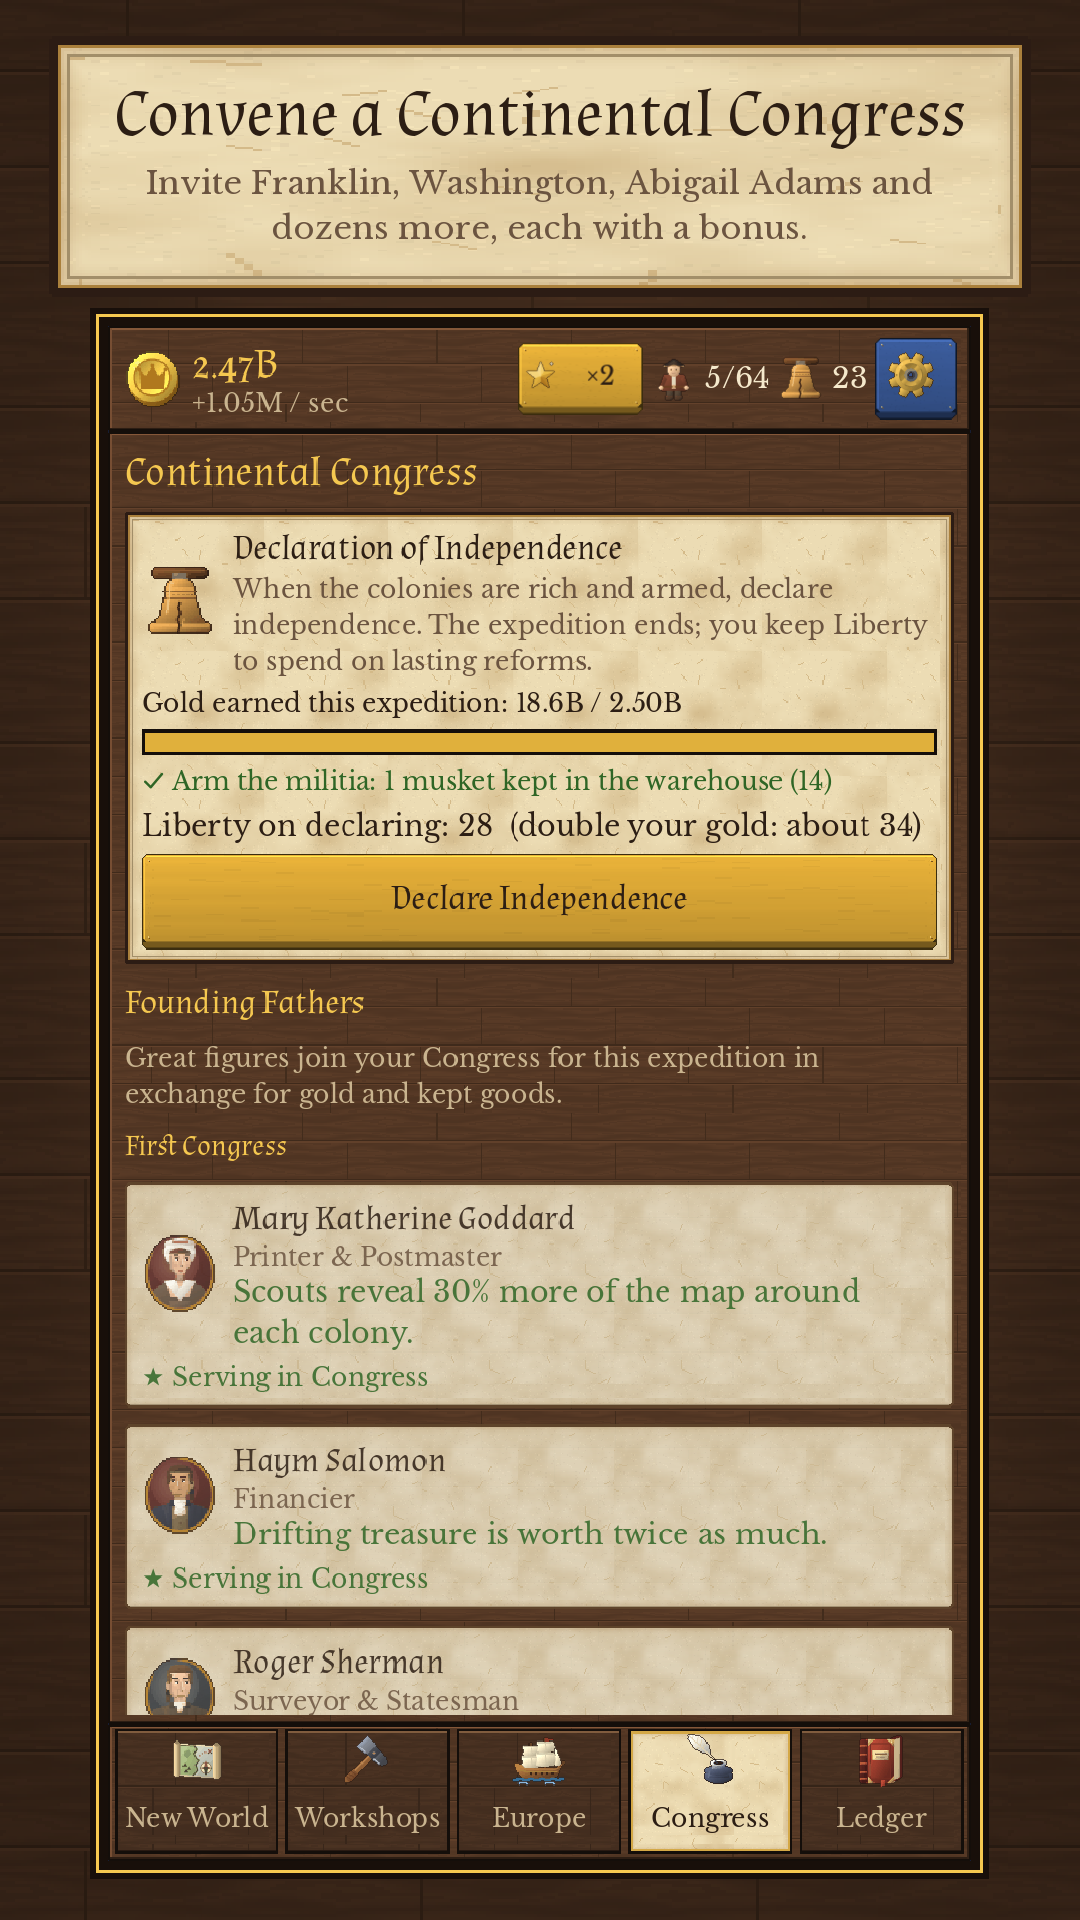 Convene a Continental Congress
Invite Franklin, Washington, Abigail Adams and
dozens more, each with a bonus.
2.47B
+1.05M / sec
×2
5/64
23
Continental Congress
Declaration of Independence
When the colonies are rich and armed, declare
independence. The expedition ends; you keep Liberty
to spend on lasting reforms.
Gold earned this expedition: 18.6B / 2.50B
✓ Arm the militia: 1 musket kept in the warehouse (14)
Liberty on declaring: 28 (double your gold: about 34)
Declare Independence
Founding Fathers
Great figures join your Congress for this expedition in
exchange for gold and kept goods.
First Congress
Mary Katherine Goddard
Printer & Postmaster
Scouts reveal 30% more of the map around
each colony.
★ Serving in Congress
Haym Salomon
Financier
Drifting treasure is worth twice as much.
★ Serving in Congress
Roger Sherman
Surveyor & Statesman
New World
Workshops
Europe
Congress
Ledger